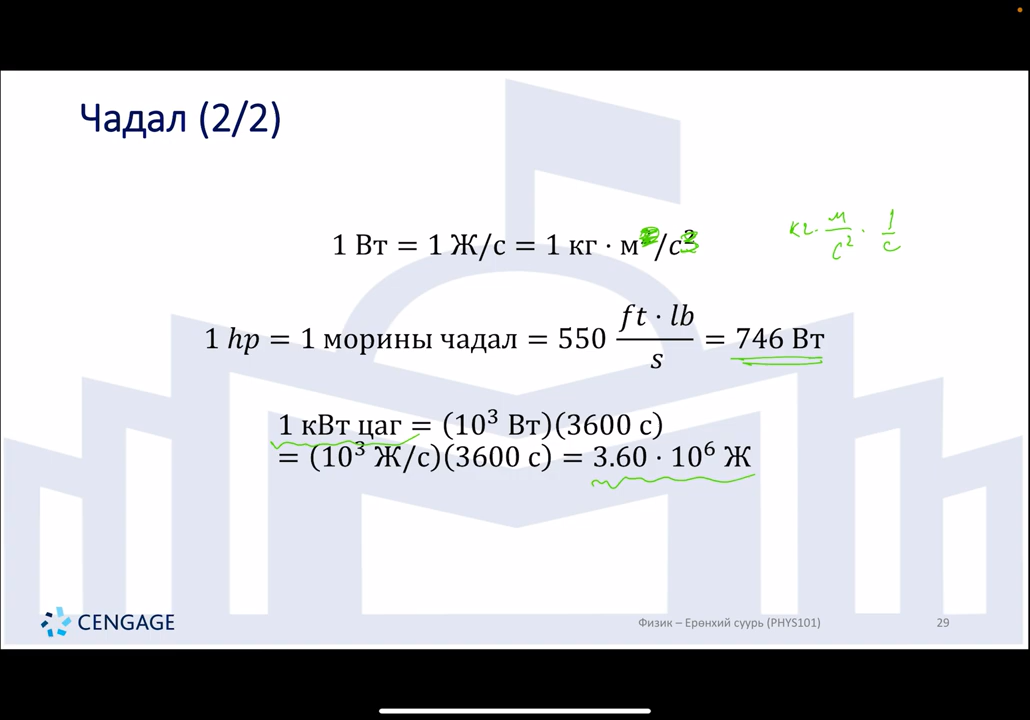 Чадал (2/2)
1 Вт = 1 Ж/с = 1 кг · м /с³
кг · м/с² · 1/с
1 hp = 1 морины чадал = 550 ft · lb / s = 746 Вт
1 кВт цаг = (10³ Вт)(3600 с)
= (10³ Ж/с)(3600 с) = 3.60 · 10⁶ Ж
CENGAGE
Физик – Ерөнхий суурь (PHYS101)
29